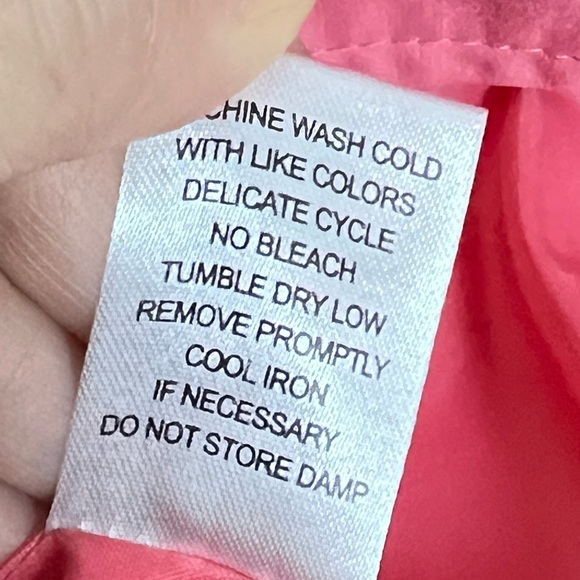 CHINE WASH COLD
WITH LIKE COLORS
DELICATE CYCLE
NO BLEACH
TUMBLE DRY LOW
REMOVE PROMPTLY
COOL IRON
IF NECESSARY
DO NOT STORE DAMP